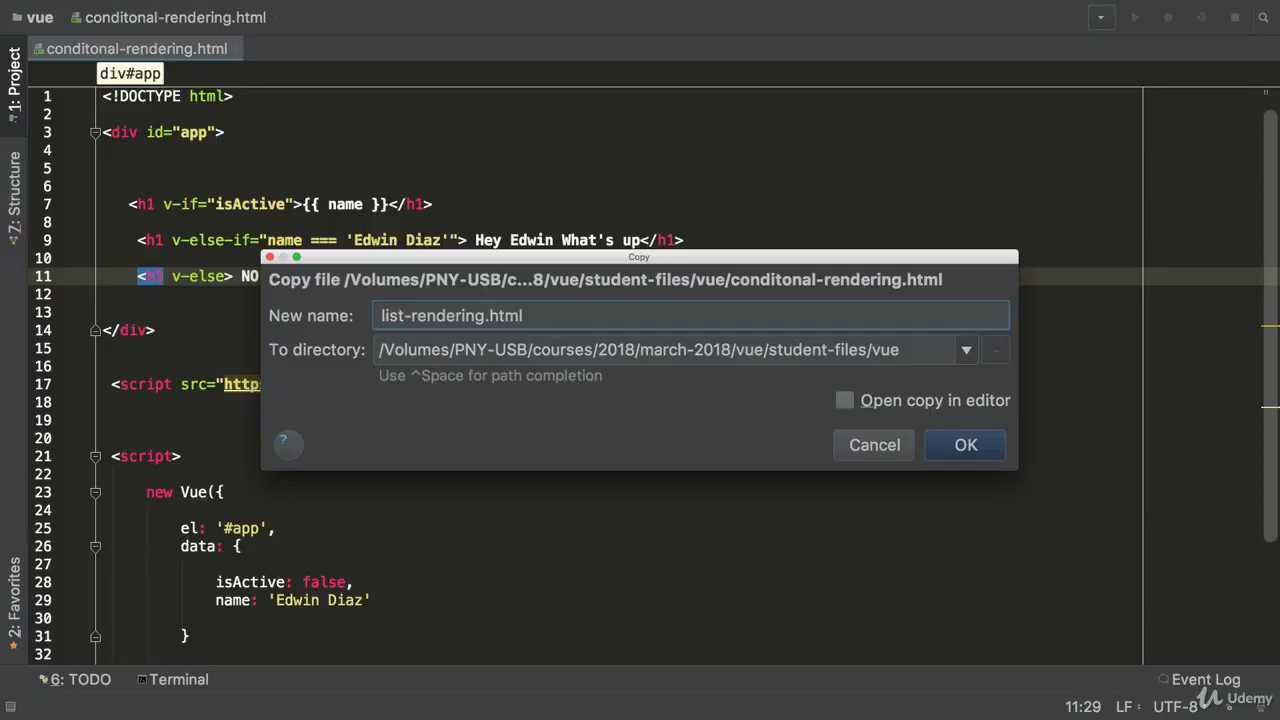 vue conditonal-rendering.html
conditonal-rendering.html
div#app
1: Project
Z: Structure
2: Favorites
1 <!DOCTYPE html>
2
3 <div id="app">
4
5
6
7 <h1 v-if="isActive">{{ name }}</h1>
8
9 <h1 v-else-if="name === 'Edwin Diaz'"> Hey Edwin What's up</h1>
10
11 <h1 v-else> NO
12
13
14 </div>
15
16
17 <script src="http
18
19
20
21 <script>
22
23 new Vue({
24
25 el: '#app',
26 data: {
27
28 isActive: false,
29 name: 'Edwin Diaz'
30
31 }
32
Copy
Copy file /Volumes/PNY-USB/c...8/vue/student-files/vue/conditonal-rendering.html
New name: list-rendering.html
To directory: /Volumes/PNY-USB/courses/2018/march-2018/vue/student-files/vue
...
Use ^Space for path completion
Open copy in editor
? Cancel OK
6: TODO Terminal Event Log
11:29 LF UTF-8
Udemy